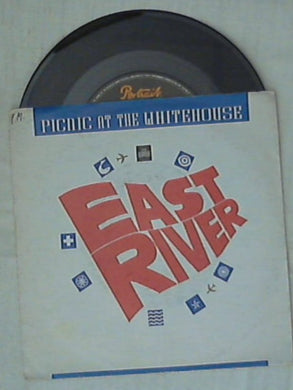 Portrait
PICNIC AT THE WHITEHOUSE
EAST
RIVER